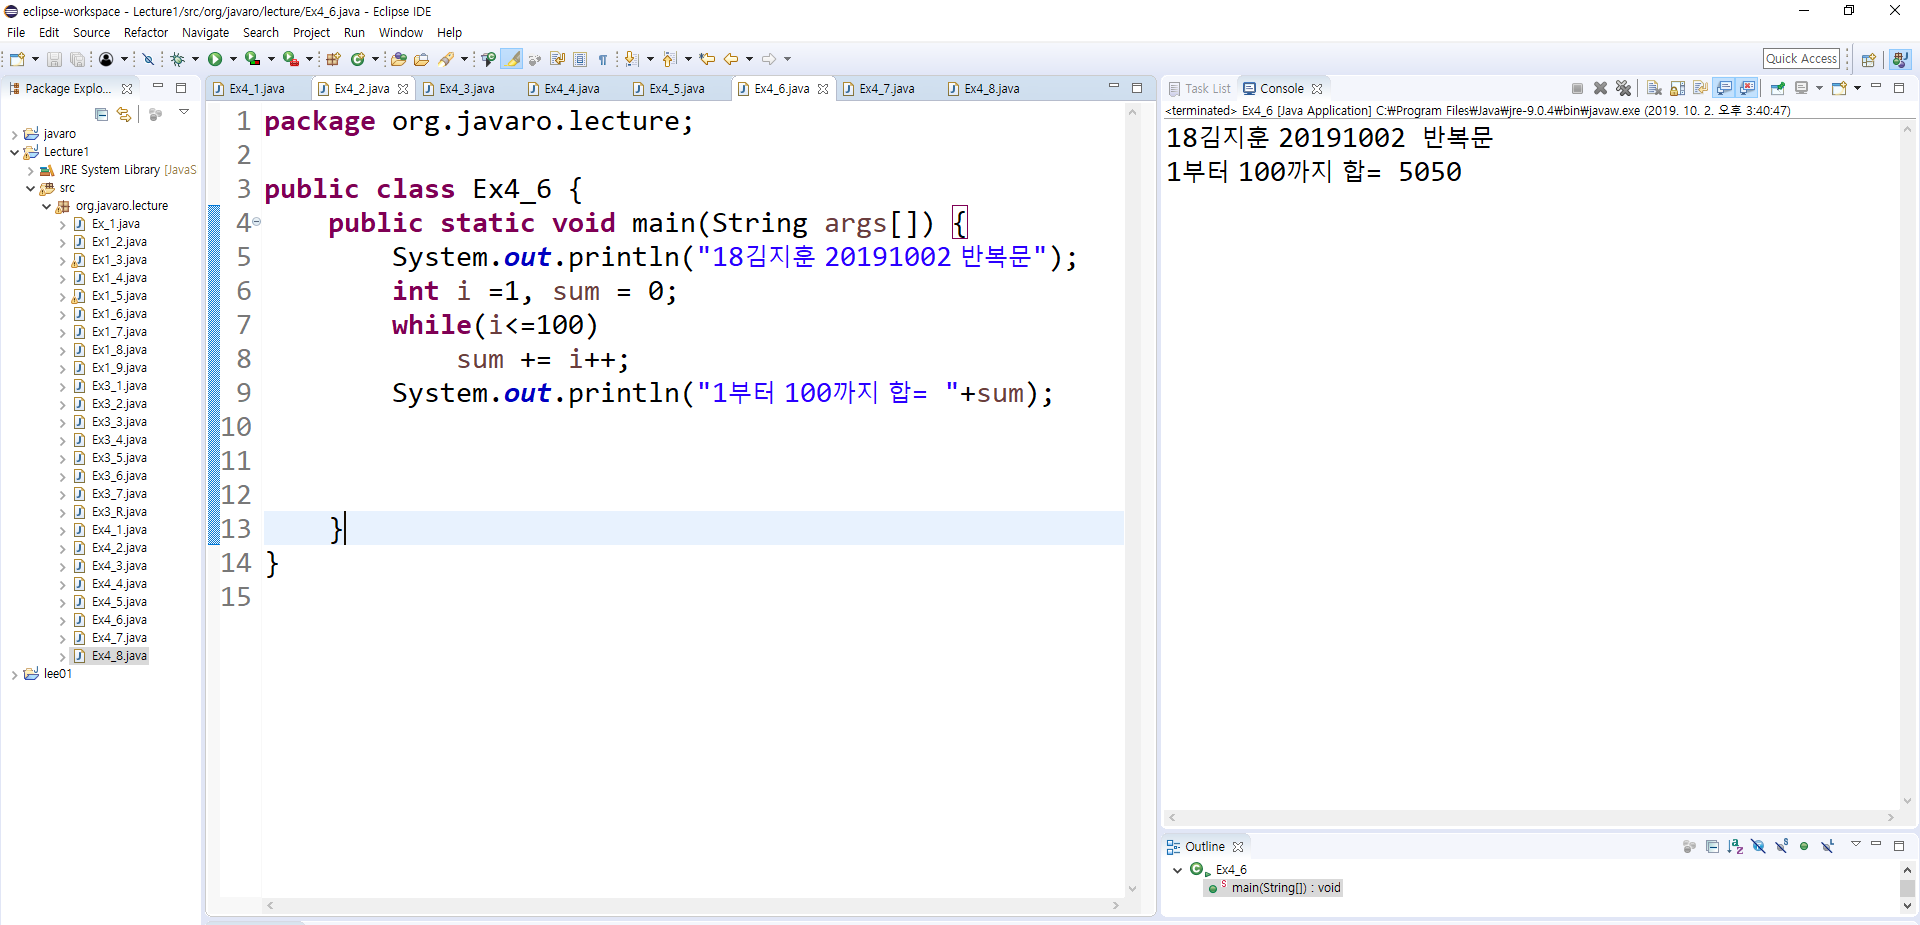 eclipse-workspace - Lecture1/src/org/javaro/lecture/Ex4_6.java - Eclipse IDE
File Edit Source Refactor Navigate Search Project Run Window Help
Quick Access
Package Explo...
javaro
Lecture1
JRE System Library [JavaS
src
org.javaro.lecture
Ex_1.java
Ex1_2.java
Ex1_3.java
Ex1_4.java
Ex1_5.java
Ex1_6.java
Ex1_7.java
Ex1_8.java
Ex1_9.java
Ex3_1.java
Ex3_2.java
Ex3_3.java
Ex3_4.java
Ex3_5.java
Ex3_6.java
Ex3_7.java
Ex3_R.java
Ex4_1.java
Ex4_2.java
Ex4_3.java
Ex4_4.java
Ex4_5.java
Ex4_6.java
Ex4_7.java
Ex4_8.java
lee01
Ex4_1.java Ex4_2.java Ex4_3.java Ex4_4.java Ex4_5.java Ex4_6.java Ex4_7.java Ex4_8.java
1 package org.javaro.lecture;
2
3 public class Ex4_6 {
4 public static void main(String args[]) {
5 System.out.println("18김지훈 20191002 반복문");
6 int i =1, sum = 0;
7 while(i<=100)
8 sum += i++;
9 System.out.println("1부터 100까지 합= "+sum);
10
11
12
13 }
14 }
15
Task List Console
<terminated> Ex4_6 [Java Application] C:₩Program Files₩Java₩jre-9.0.4₩bin₩javaw.exe (2019. 10. 2. 오후 3:40:47)
18김지훈 20191002 반복문
1부터 100까지 합= 5050
Outline
Ex4_6
main(String[]) : void